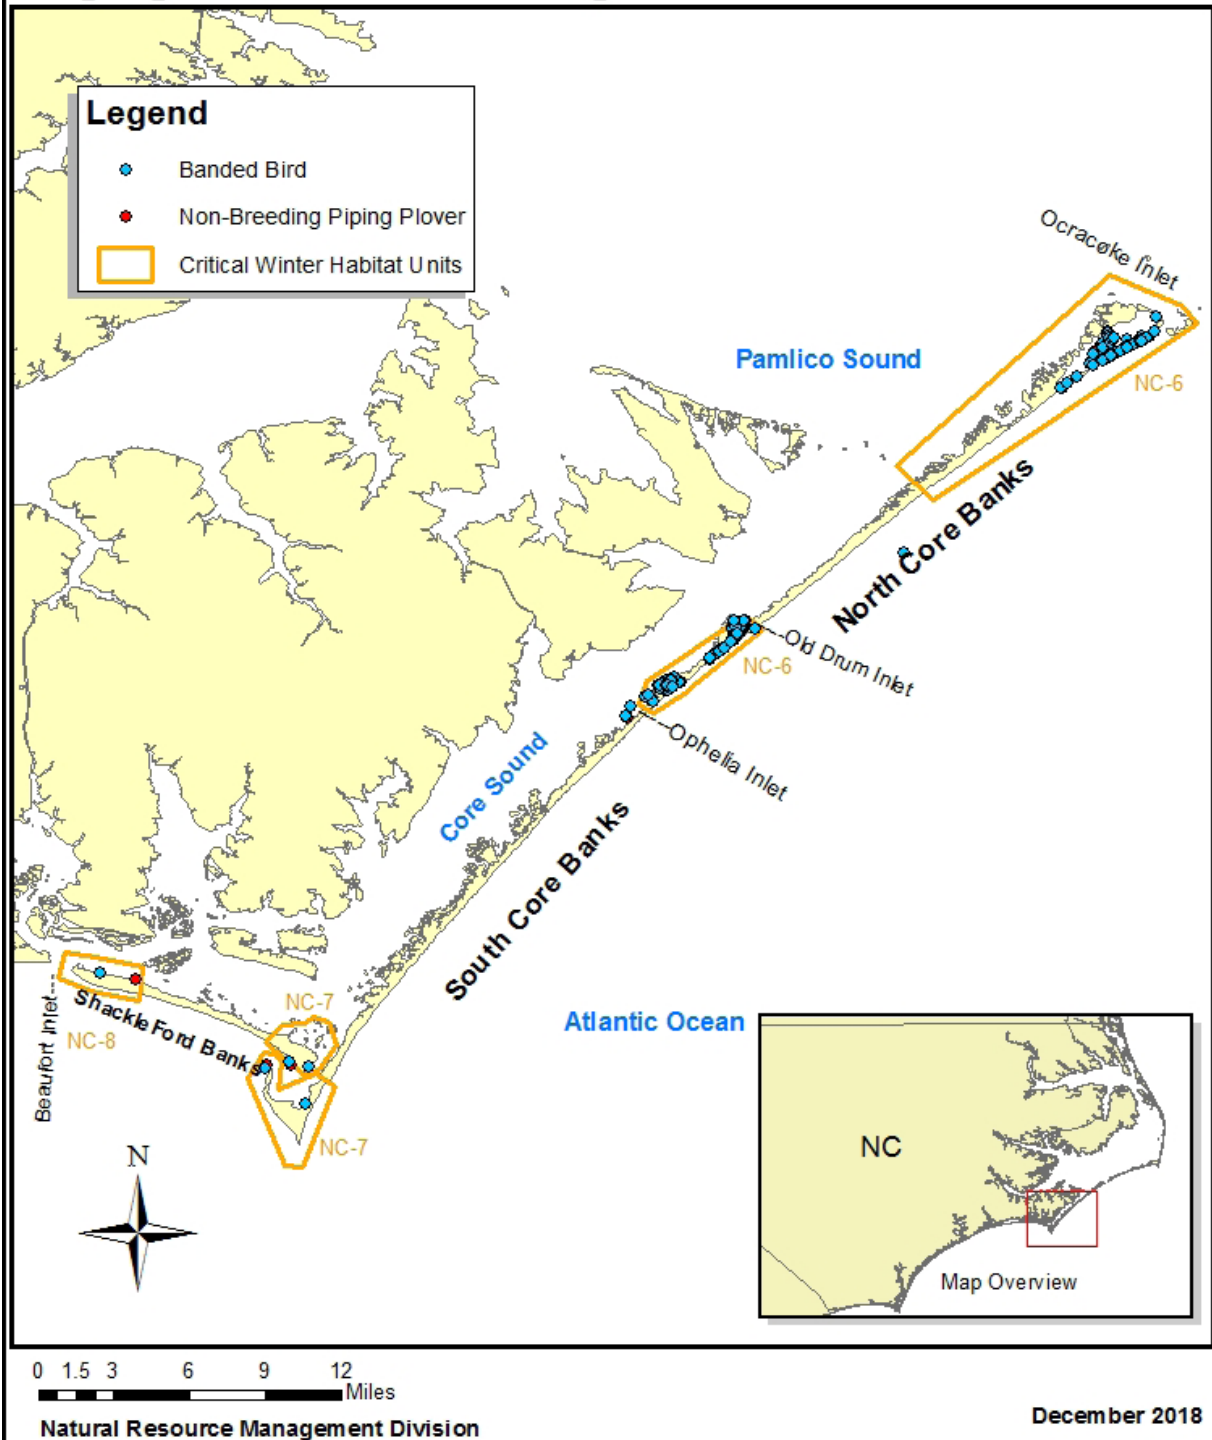 Legend
Banded Bird
Non-Breeding Piping Plover
Critical Winter Habitat Units
Ocracoke Inlet
Pamlico Sound
NC-6
North Core Banks
Old Drum Inlet
NC-6
Ophelia Inlet
Core Sound
South Core Banks
Atlantic Ocean
NC-7
Shackle Ford Banks
NC-8
Beaufort Inlet
NC-7
N
NC
Map Overview
0 1.5 3 6 9 12
Miles
Natural Resource Management Division
December 2018